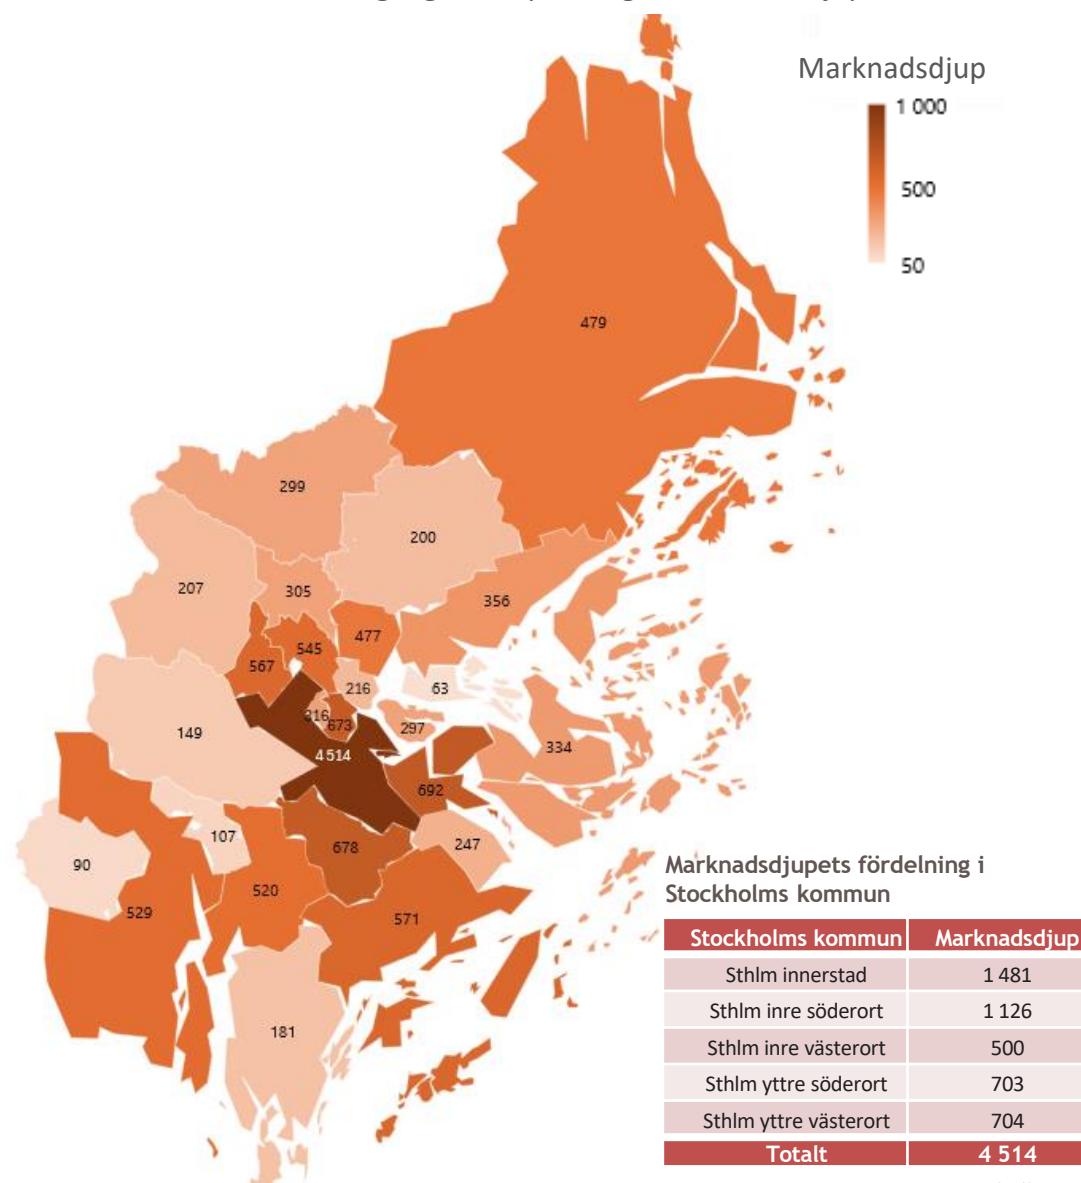 Marknadsdjup
1 000
500
50
479
299
200
207
305
356
477
545
567
216
63
316
673
297
149
4 514
334
692
107
247
678
90
520
529
571
181
Marknadsdjupets fördelning i
Stockholms kommun
Stockholms kommun Marknadsdjup
Sthlm innerstad 1 481
Sthlm inre söderort 1 126
Sthlm inre västerort 500
Sthlm yttre söderort 703
Sthlm yttre västerort 704
Totalt 4 514